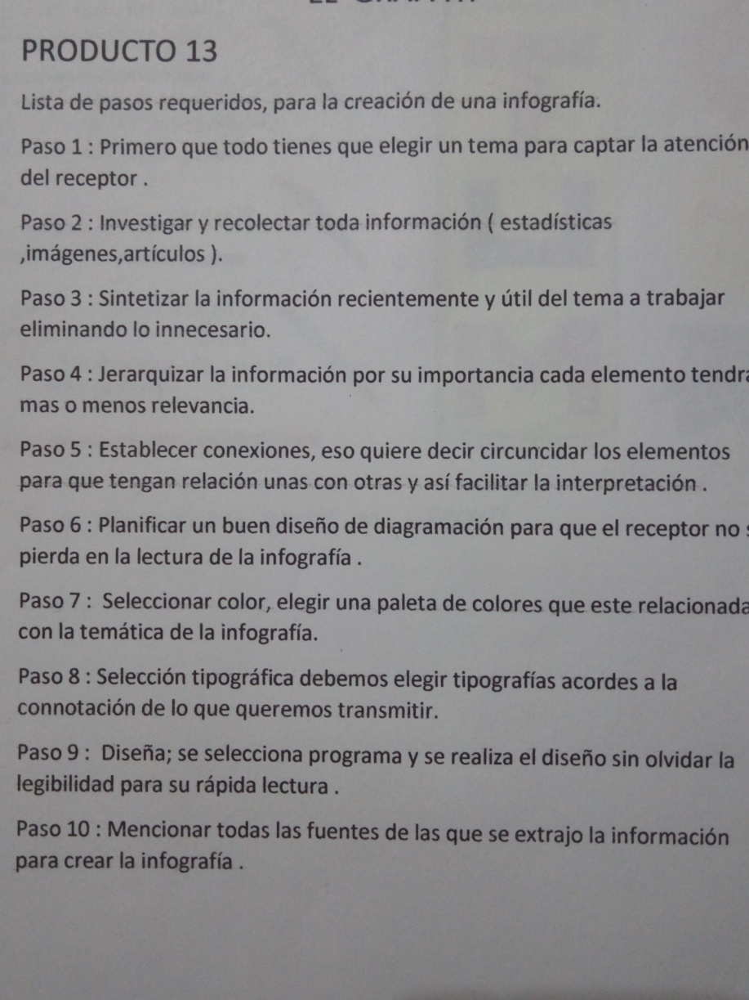 PRODUCTO 13
Lista de pasos requeridos, para la creación de una infografía.
Paso 1 : Primero que todo tienes que elegir un tema para captar la atención
del receptor .
Paso 2 : Investigar y recolectar toda información ( estadísticas
,imágenes,artículos ).
Paso 3 : Sintetizar la información recientemente y útil del tema a trabajar
eliminando lo innecesario.
Paso 4 : Jerarquizar la información por su importancia cada elemento tendra
mas o menos relevancia.
Paso 5 : Establecer conexiones, eso quiere decir circuncidar los elementos
para que tengan relación unas con otras y así facilitar la interpretación .
Paso 6 : Planificar un buen diseño de diagramación para que el receptor no
pierda en la lectura de la infografía .
Paso 7 :  Seleccionar color, elegir una paleta de colores que este relacionada
con la temática de la infografía.
Paso 8 : Selección tipográfica debemos elegir tipografías acordes a la
connotación de lo que queremos transmitir.
Paso 9 :  Diseña; se selecciona programa y se realiza el diseño sin olvidar la
legibilidad para su rápida lectura .
Paso 10 : Mencionar todas las fuentes de las que se extrajo la información
para crear la infografía .